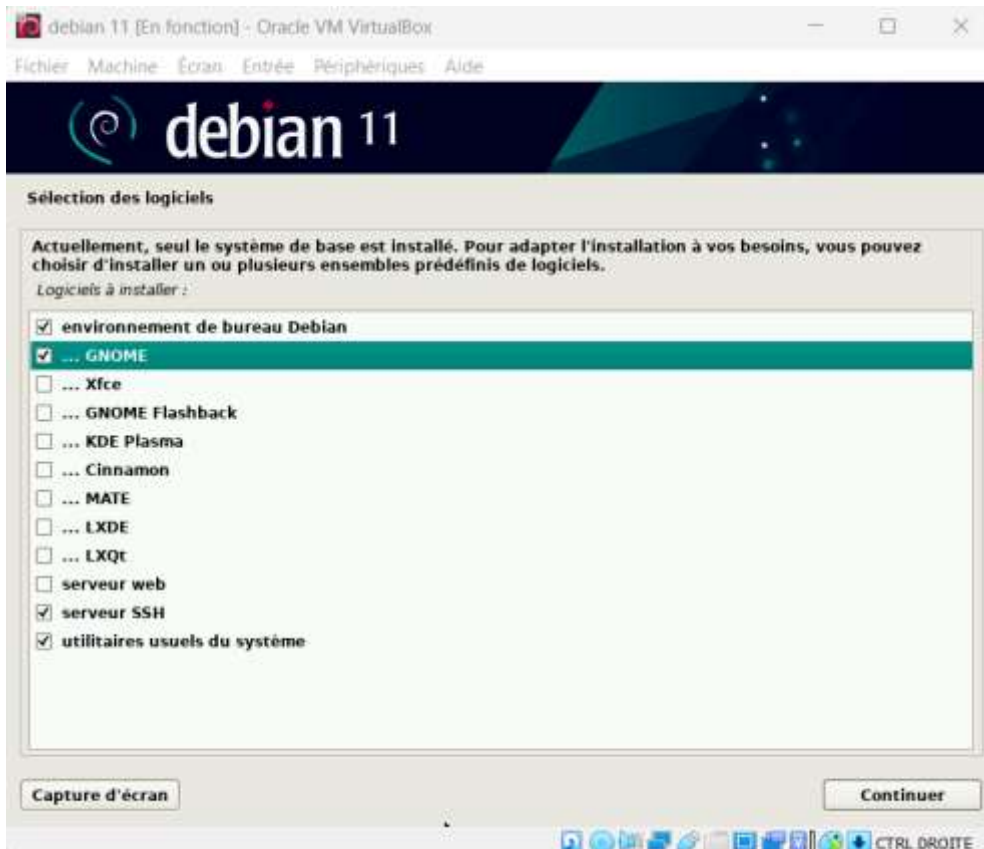 debian 11 [En fonction] - Oracle VM VirtualBox
Fichier Machine Écran Entrée Périphériques Aide
debian 11
Sélection des logiciels
Actuellement, seul le système de base est installé. Pour adapter l'installation à vos besoins, vous pouvez
choisir d'installer un ou plusieurs ensembles prédéfinis de logiciels.
Logiciels à installer :
environnement de bureau Debian
... GNOME
... Xfce
... GNOME Flashback
... KDE Plasma
... Cinnamon
... MATE
... LXDE
... LXQt
serveur web
serveur SSH
utilitaires usuels du système
Capture d'écran Continuer
CTRL DROITE